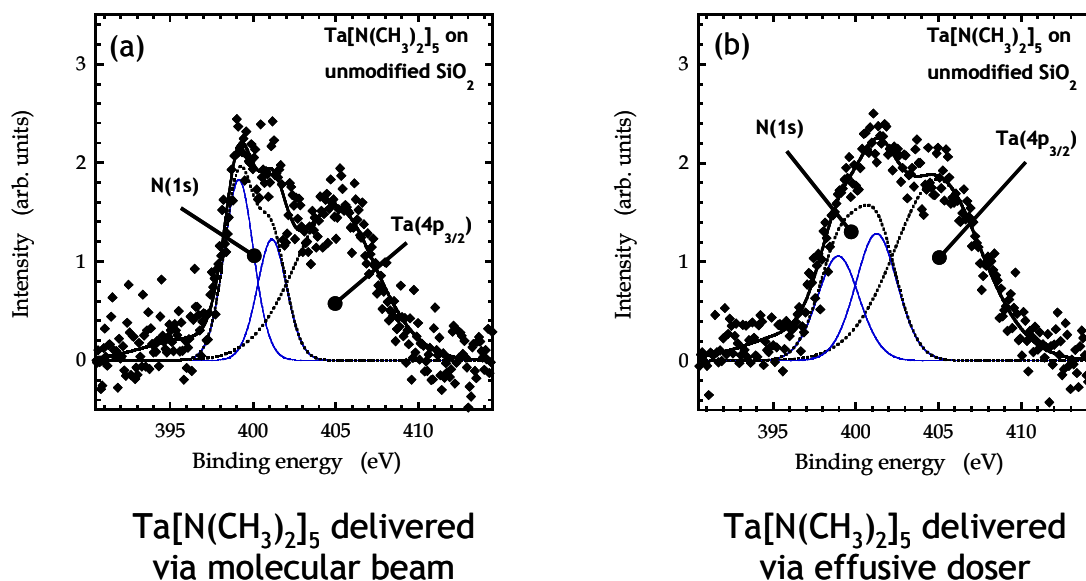 (a)
Ta[N(CH₃)₂]₅ on
unmodified SiO₂
N(1s)
Ta(4p₃/₂)
3
2
1
0
Intensity (arb. units)
395 400 405 410
Binding energy (eV)
Ta[N(CH₃)₂]₅ delivered
via molecular beam
(b)
Ta[N(CH₃)₂]₅ on
unmodified SiO₂
N(1s)
Ta(4p₃/₂)
3
2
1
0
Intensity (arb. units)
395 400 405 410
Binding energy (eV)
Ta[N(CH₃)₂]₅ delivered
via effusive doser